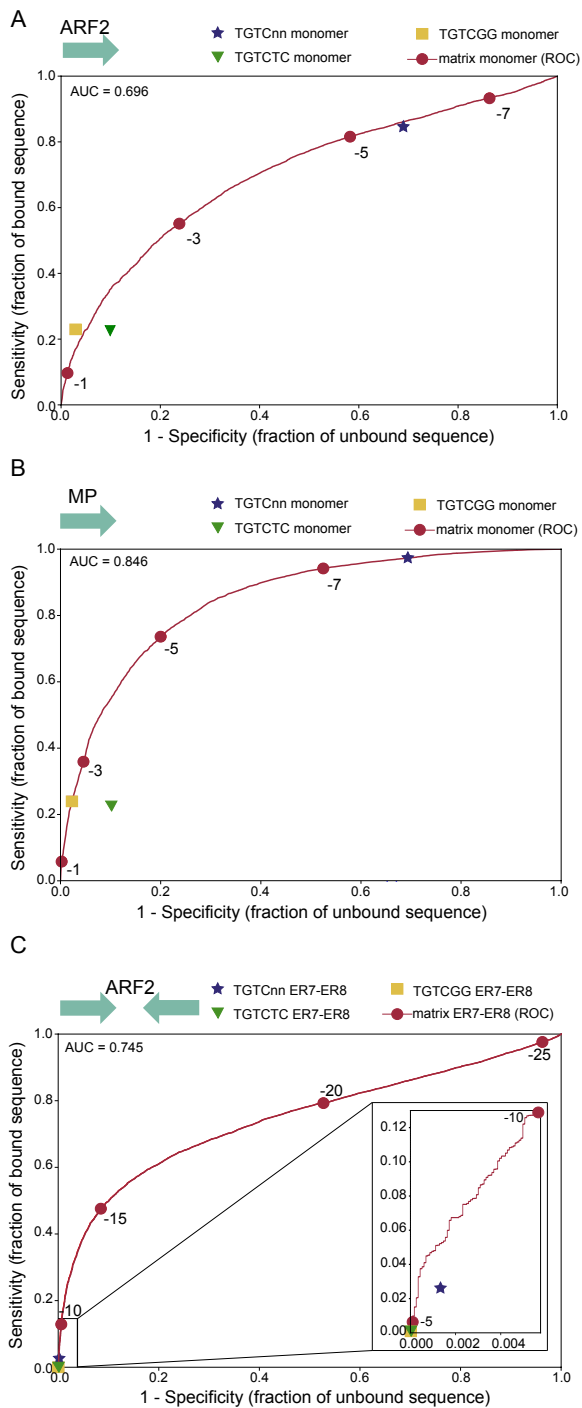 A
ARF2
TGTCnn monomer
TGTCGG monomer
TGTCTC monomer
matrix monomer (ROC)
AUC = 0.696
1.0
0.8
0.6
0.4
0.2
0.0
-7
-5
-3
-1
0.2
0.4
0.6
0.8
1.0
Sensitivity (fraction of bound sequence)
1 - Specificity (fraction of unbound sequence)
B
MP
TGTCnn monomer
TGTCGG monomer
TGTCTC monomer
matrix monomer (ROC)
AUC = 0.846
1.0
0.8
0.6
0.4
0.2
0.0
-7
-5
-3
-1
0.0
0.2
0.4
0.6
0.8
1.0
Sensitivity (fraction of bound sequence)
1 - Specificity (fraction of unbound sequence)
C
ARF2
TGTCnn ER7-ER8
TGTCGG ER7-ER8
TGTCTC ER7-ER8
matrix ER7-ER8 (ROC)
AUC = 0.745
1.0
0.8
0.6
0.4
0.2
0.0
-25
-20
-15
-10
0.12
0.10
0.08
0.06
0.04
0.02
0.00
-10
-5
0.000
0.002
0.004
0.0
0.2
0.4
0.6
0.8
1.0
Sensitivity (fraction of bound sequence)
1 - Specificity (fraction of unbound sequence)